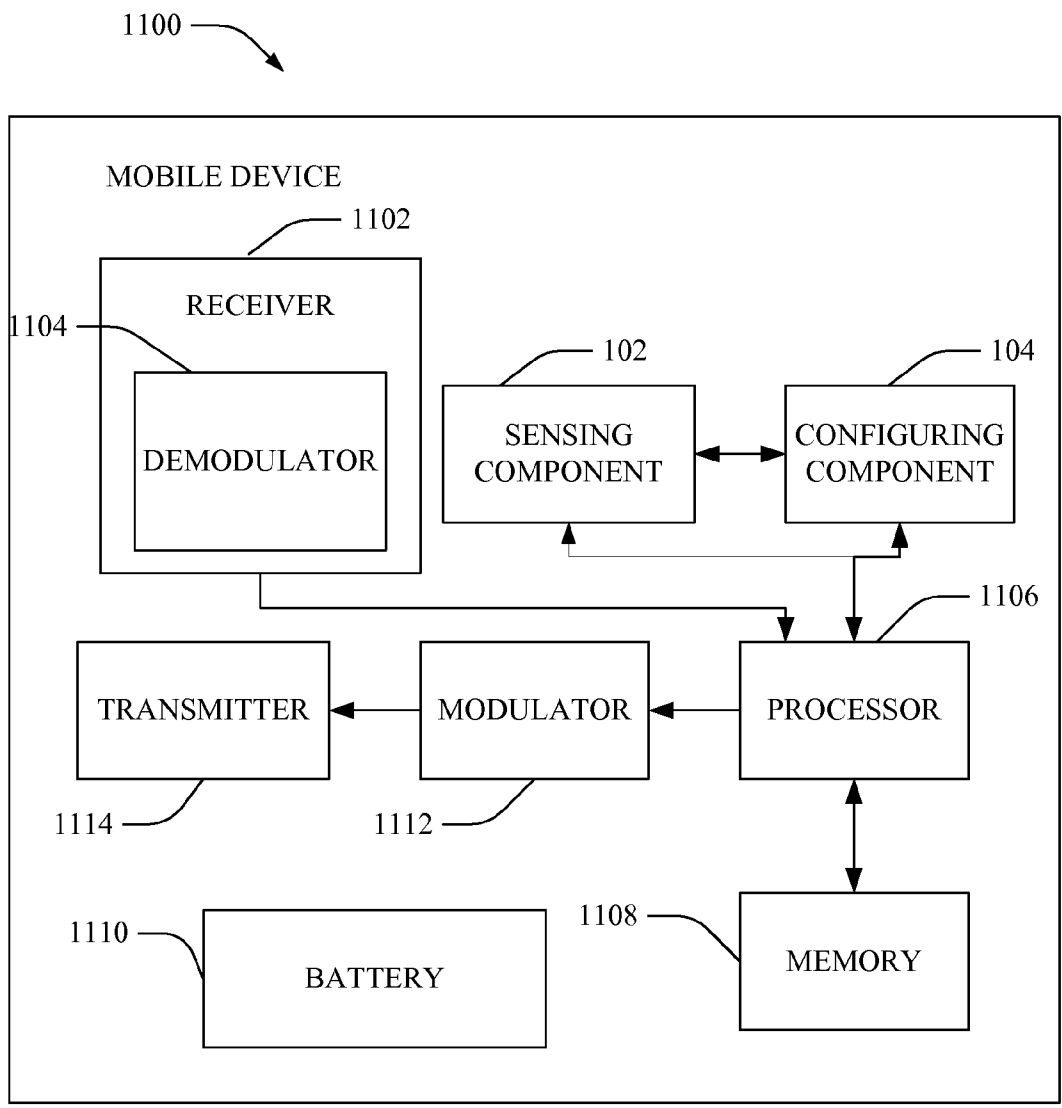 1100
MOBILE DEVICE
1102
RECEIVER
1104
DEMODULATOR
102
SENSING
COMPONENT
104
CONFIGURING
COMPONENT
1106
TRANSMITTER
MODULATOR
PROCESSOR
1114
1112
1110
BATTERY
1108
MEMORY